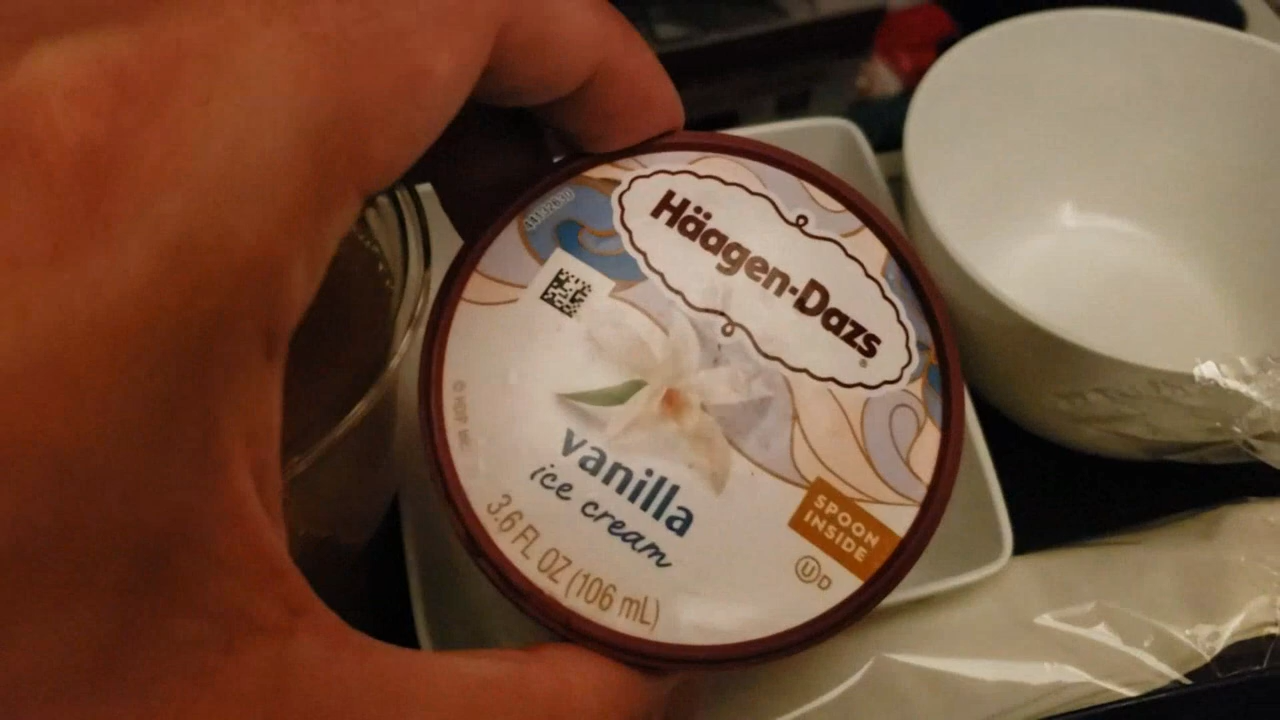 Häagen-Dazs®
vanilla
ice cream
3.6 FL OZ (106 mL)
SPOON
INSIDE
U D